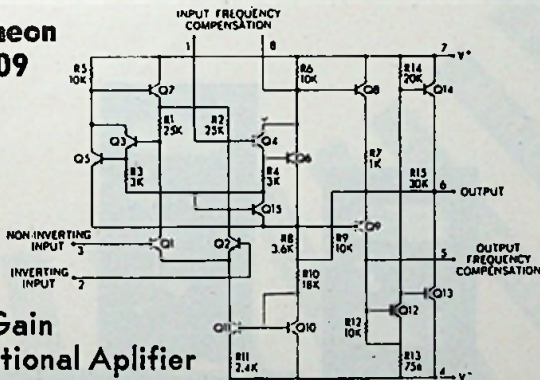 meon
09
INPUT FREQUENCY
COMPENSATION
1 8
R5
10K
Q7
R6
10K
Q8
R14
20K
Q14
7 V+
R1
25K
R2
25K
Q3
Q4
Q5
Q6
R3
3K
R4
3K
R7
1K
R15
30K
6 OUTPUT
Q15
Q9
NON-INVERTING
INPUT
3
Q1
Q2
R8
3.6K
R9
10K
5
OUTPUT
FREQUENCY
COMPENSATION
INVERTING
INPUT
2
R10
18K
Q13
Q12
Gain
Q11
Q10
R12
10K
tional Aplifier
R11
2.4K
R13
75Ω
4 V-